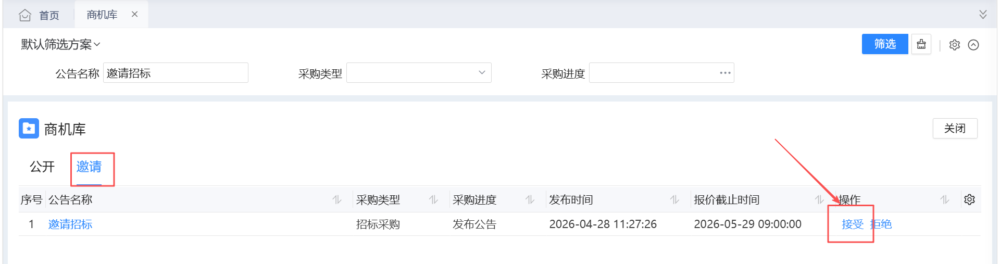 首页 商机库
默认筛选方案 筛选
公告名称 邀请招标 采购类型 采购进度
商机库 关闭
公开 邀请
序号 公告名称 采购类型 采购进度 发布时间 报价截止时间 操作
1 邀请招标 招标采购 发布公告 2026-04-28 11:27:26 2026-05-29 09:00:00 接受 拒绝